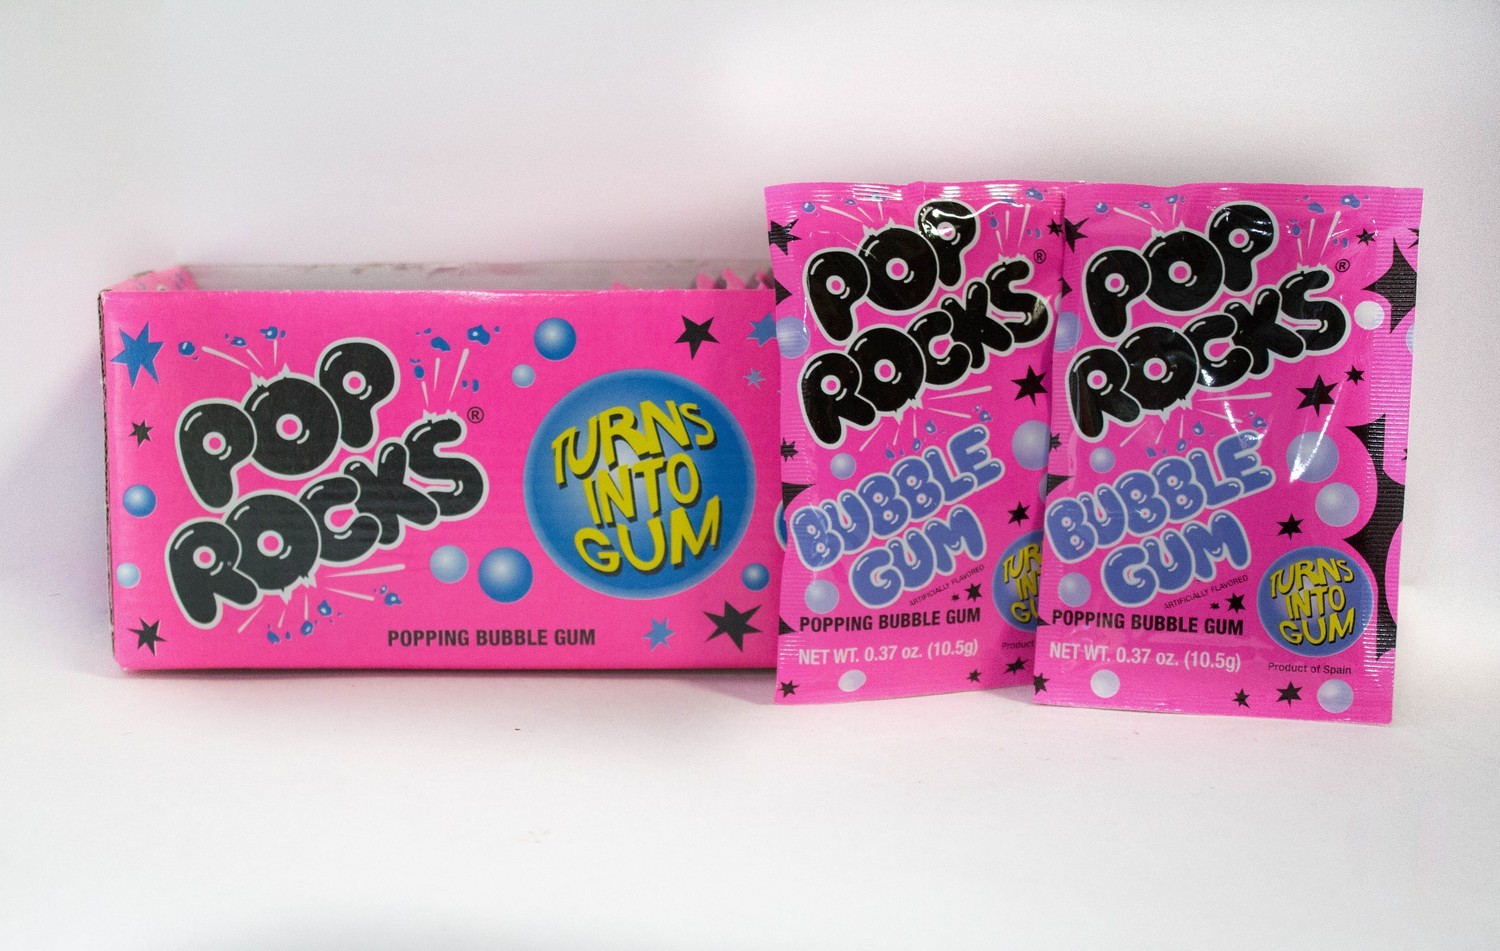 POP
ROCKS®
TURNS
INTO
GUM
POPPING BUBBLE GUM
POP
ROCKS®
BUBBLE
GUM
ARTIFICIALLY FLAVORED
POPPING BUBBLE GUM
NET WT. 0.37 oz. (10.5g)
Product
POP
ROCKS®
BUBBLE
GUM
ARTIFICIALLY FLAVORED
POPPING BUBBLE GUM
NET WT. 0.37 oz. (10.5g)
TURNS
INTO
GUM
Product of Spain